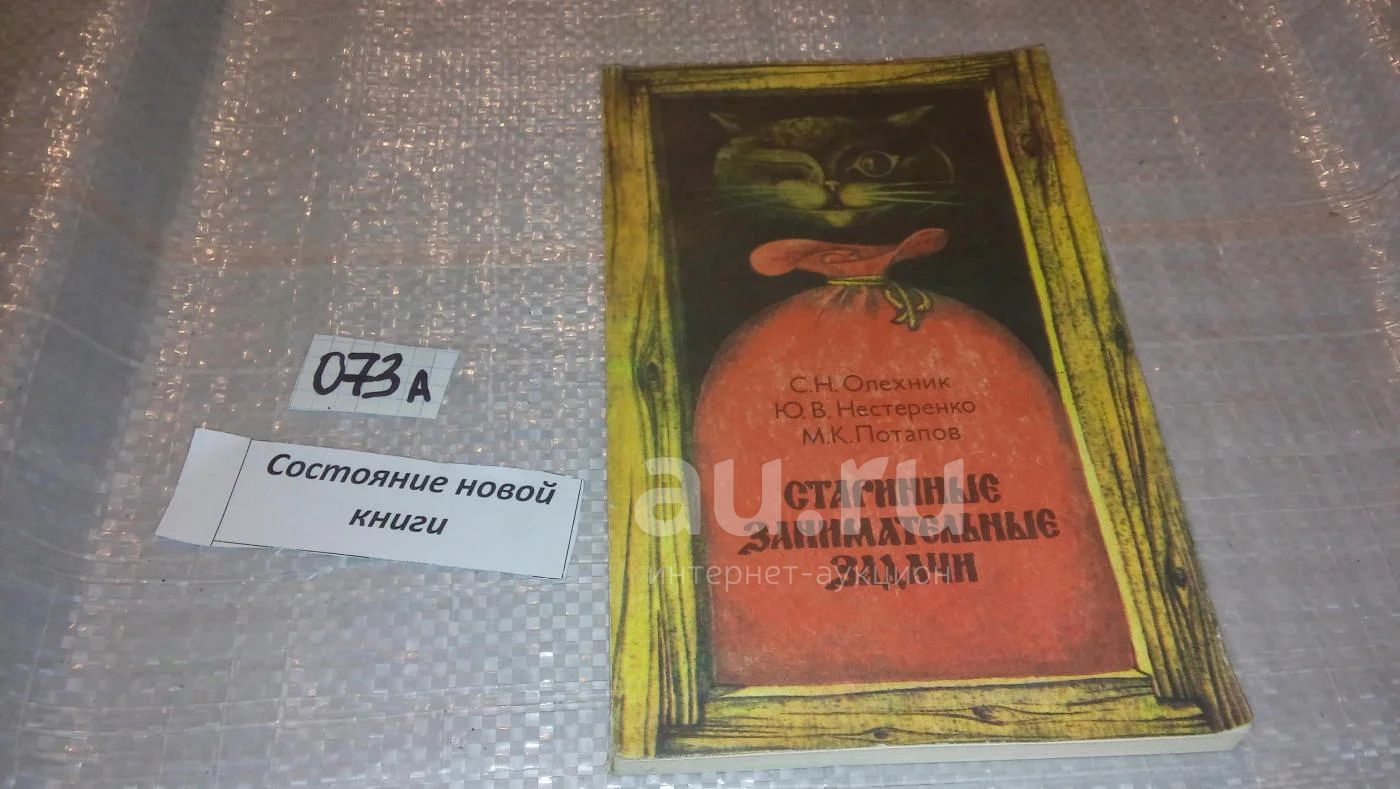 073 А
Состояние новой
книги
С.Н. Олехник
Ю.В. Нестеренко
М.К. Потапов
СТАРИННЫЕ
ЗАНИМАТЕЛЬНЫЕ
ЗАДАЧИ
au.ru
интернет-аукцион